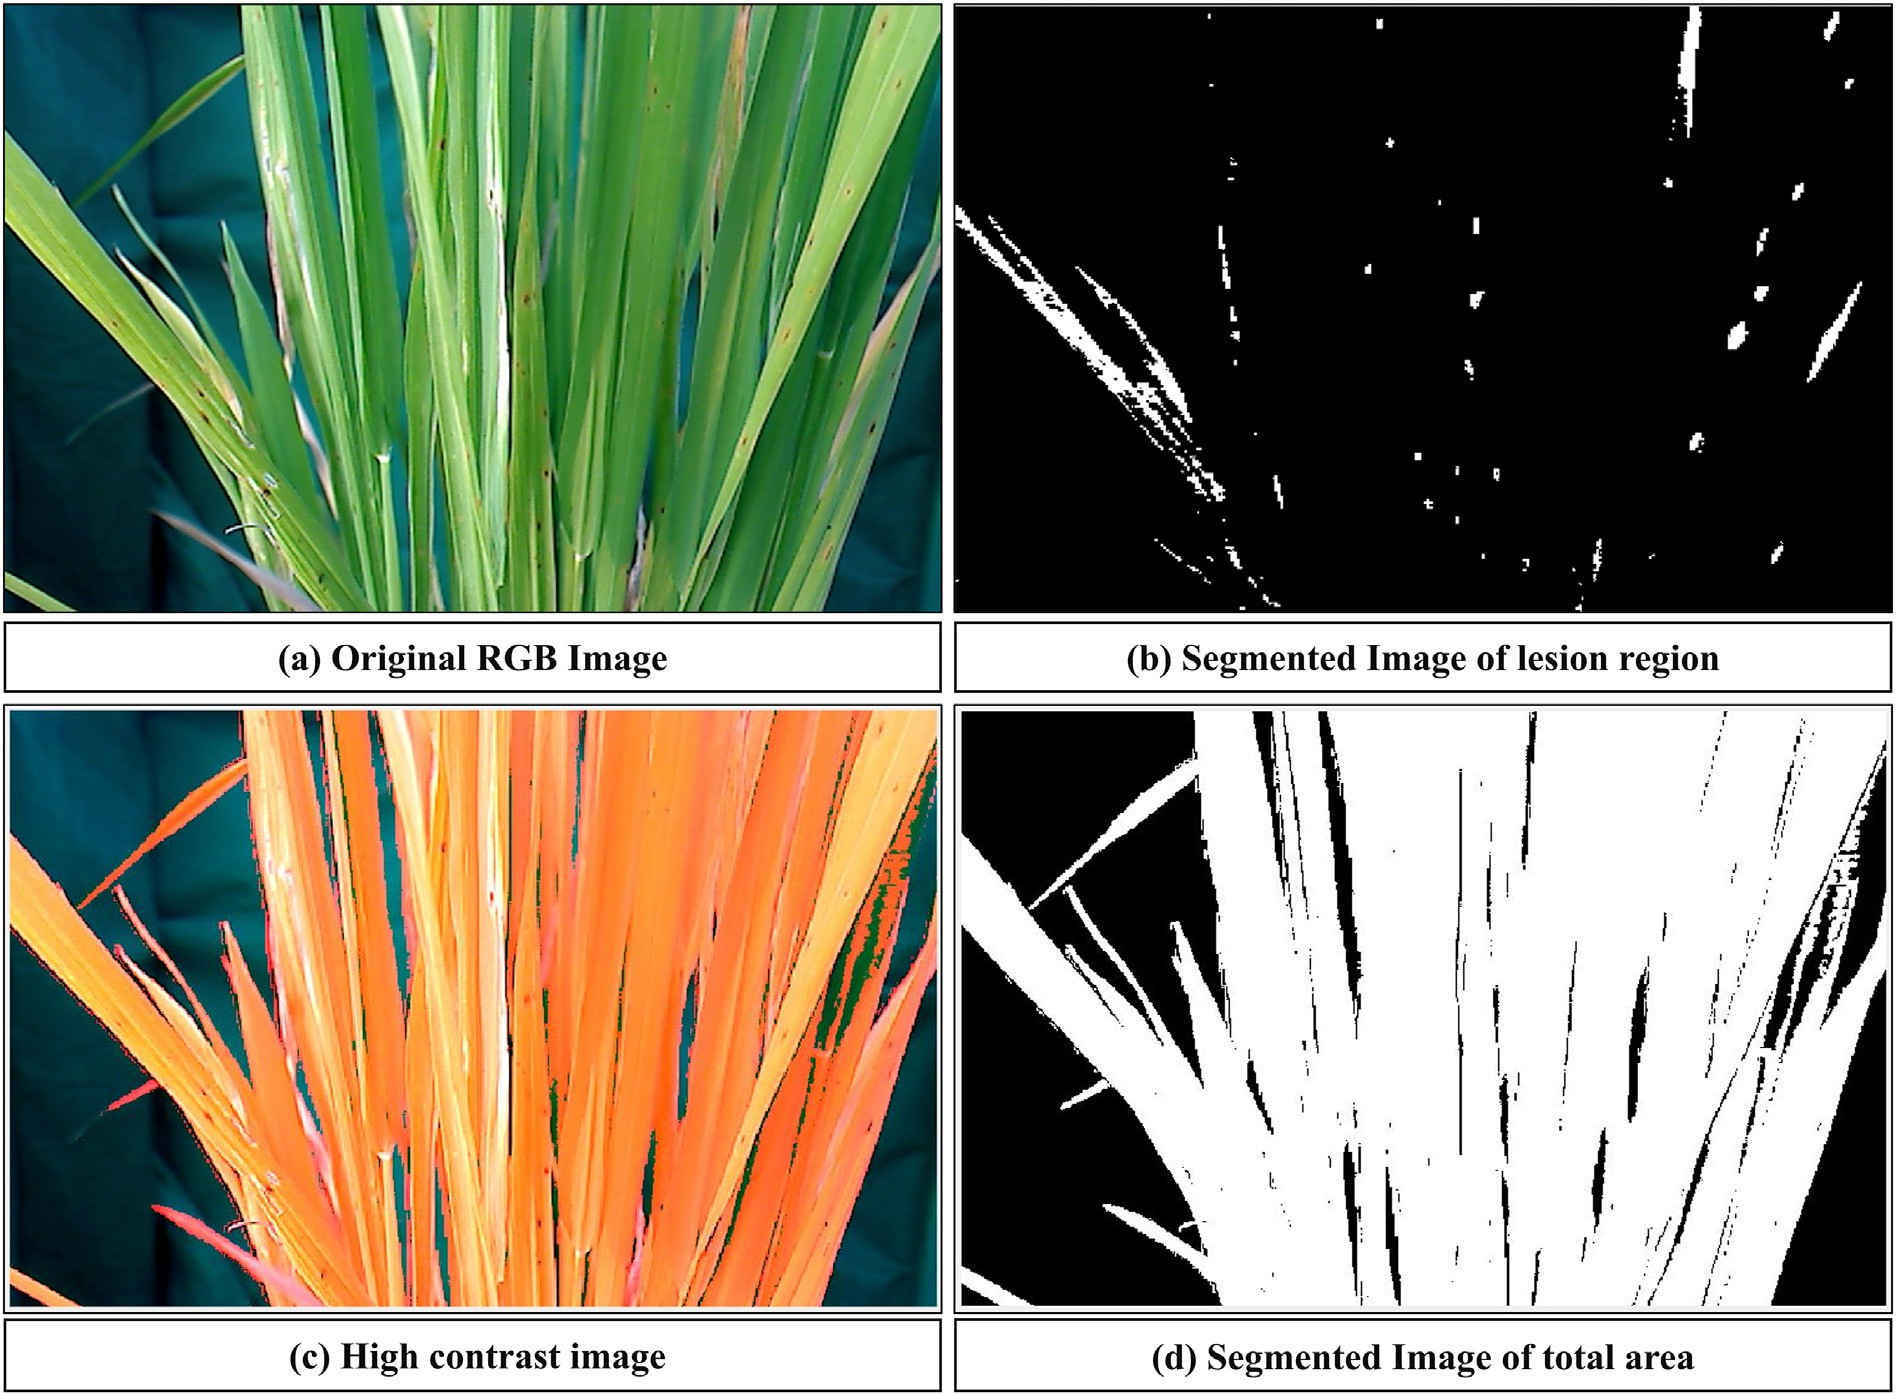 (a) Original RGB Image
(b) Segmented Image of lesion region
(c) High contrast image
(d) Segmented Image of total area